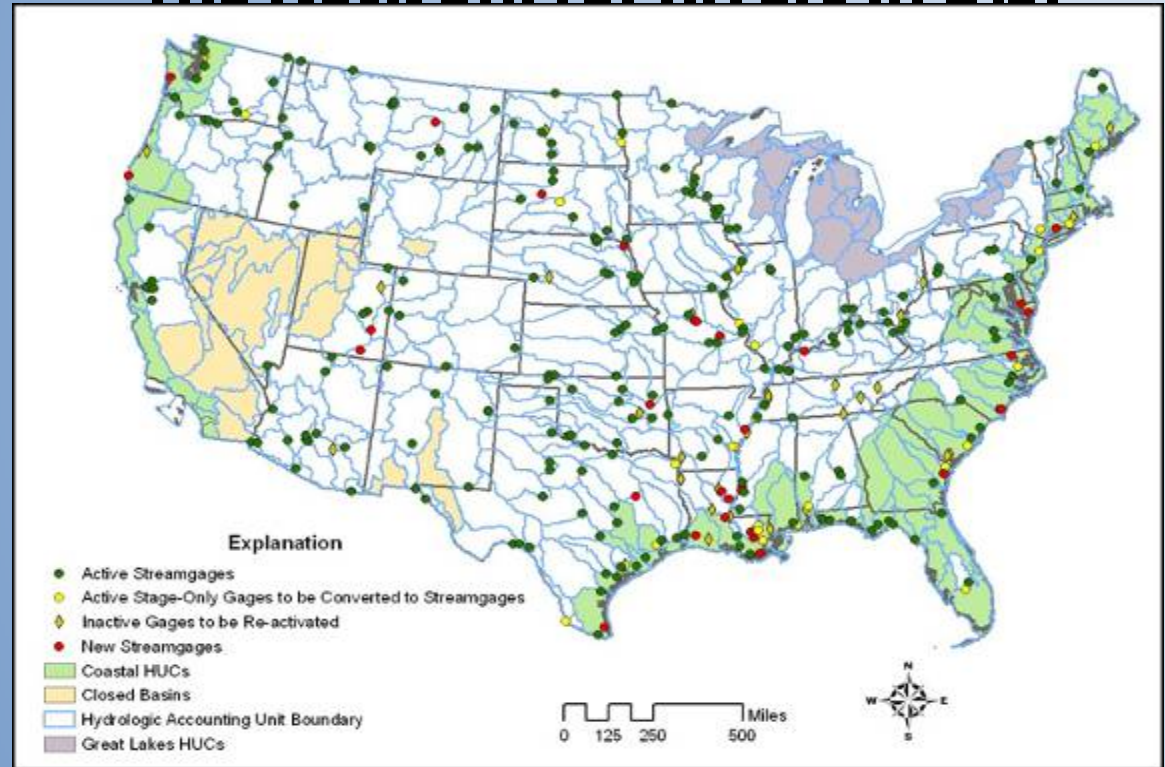 Explanation
Active Streamgages
Active Stage-Only Gages to be Converted to Streamgages
Inactive Gages to be Re-activated
New Streamgages
Coastal HUCs
Closed Basins
Hydrologic Accounting Unit Boundary
Great Lakes HUCs
Miles
0 125 250 500
N
W E
S